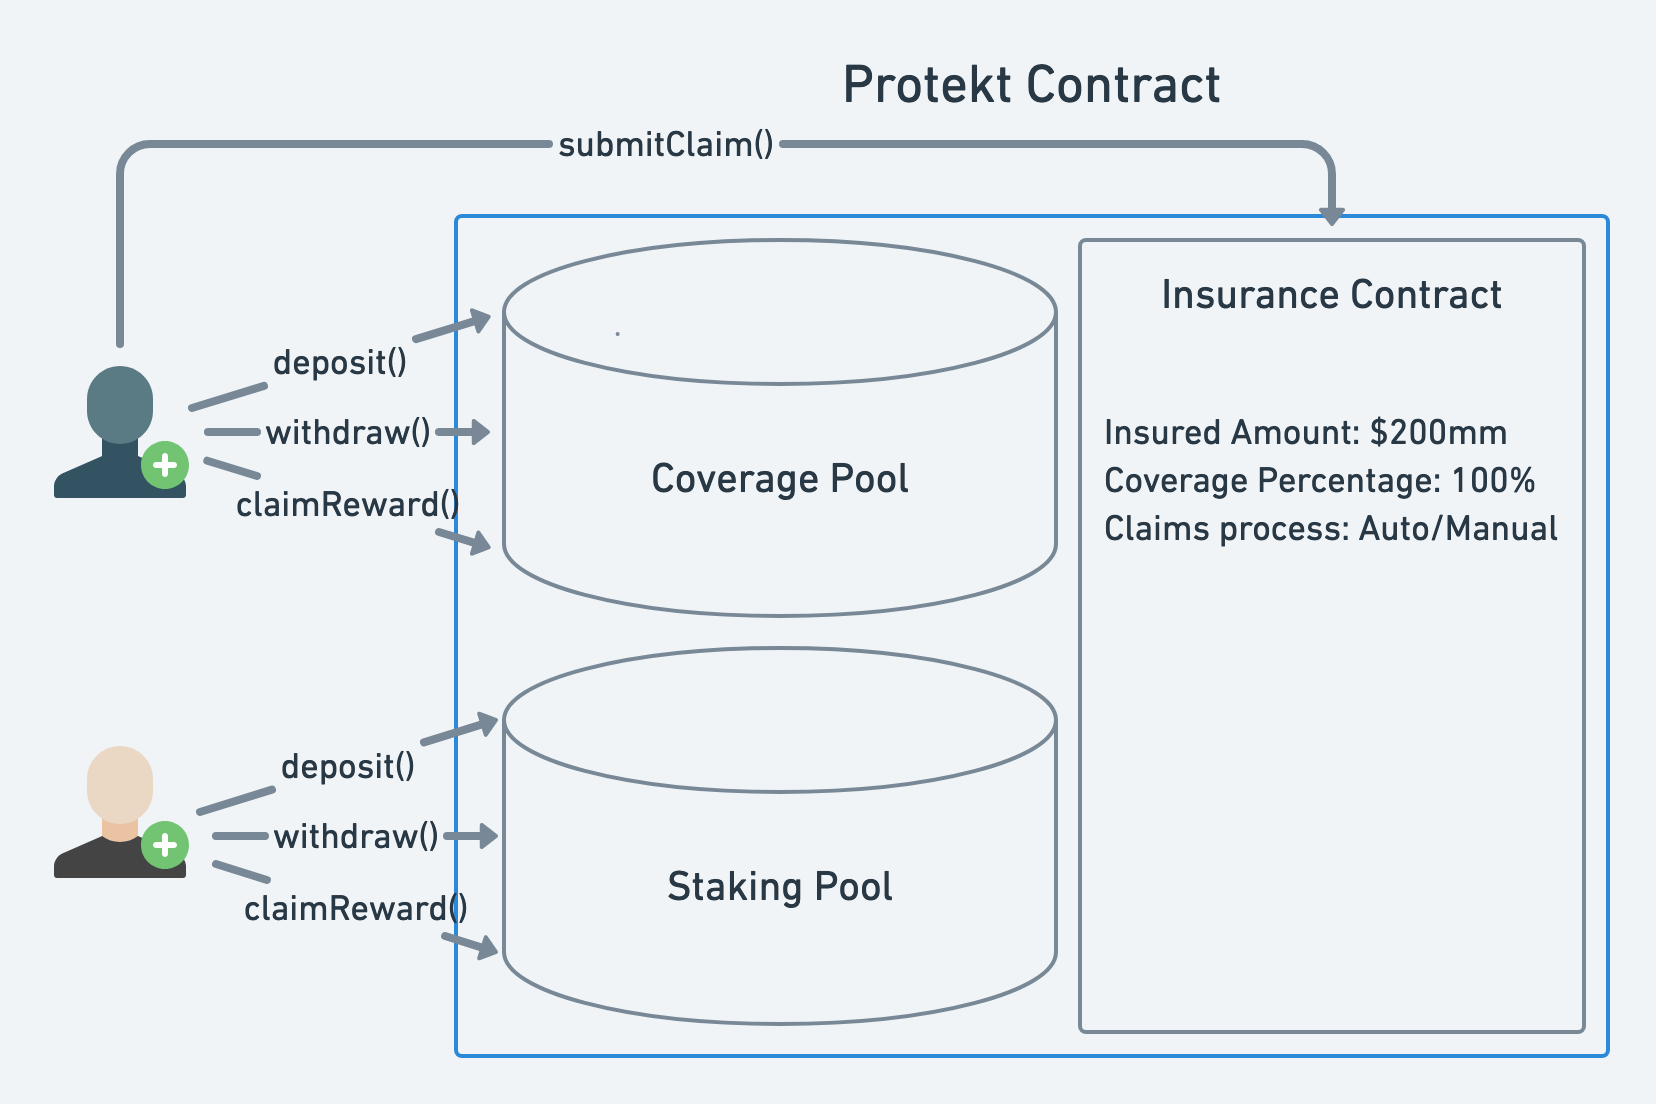 Protekt Contract
submitClaim()
deposit()
withdraw()
claimReward()
Coverage Pool
Insurance Contract
Insured Amount: $200mm
Coverage Percentage: 100%
Claims process: Auto/Manual
deposit()
withdraw()
claimReward()
Staking Pool